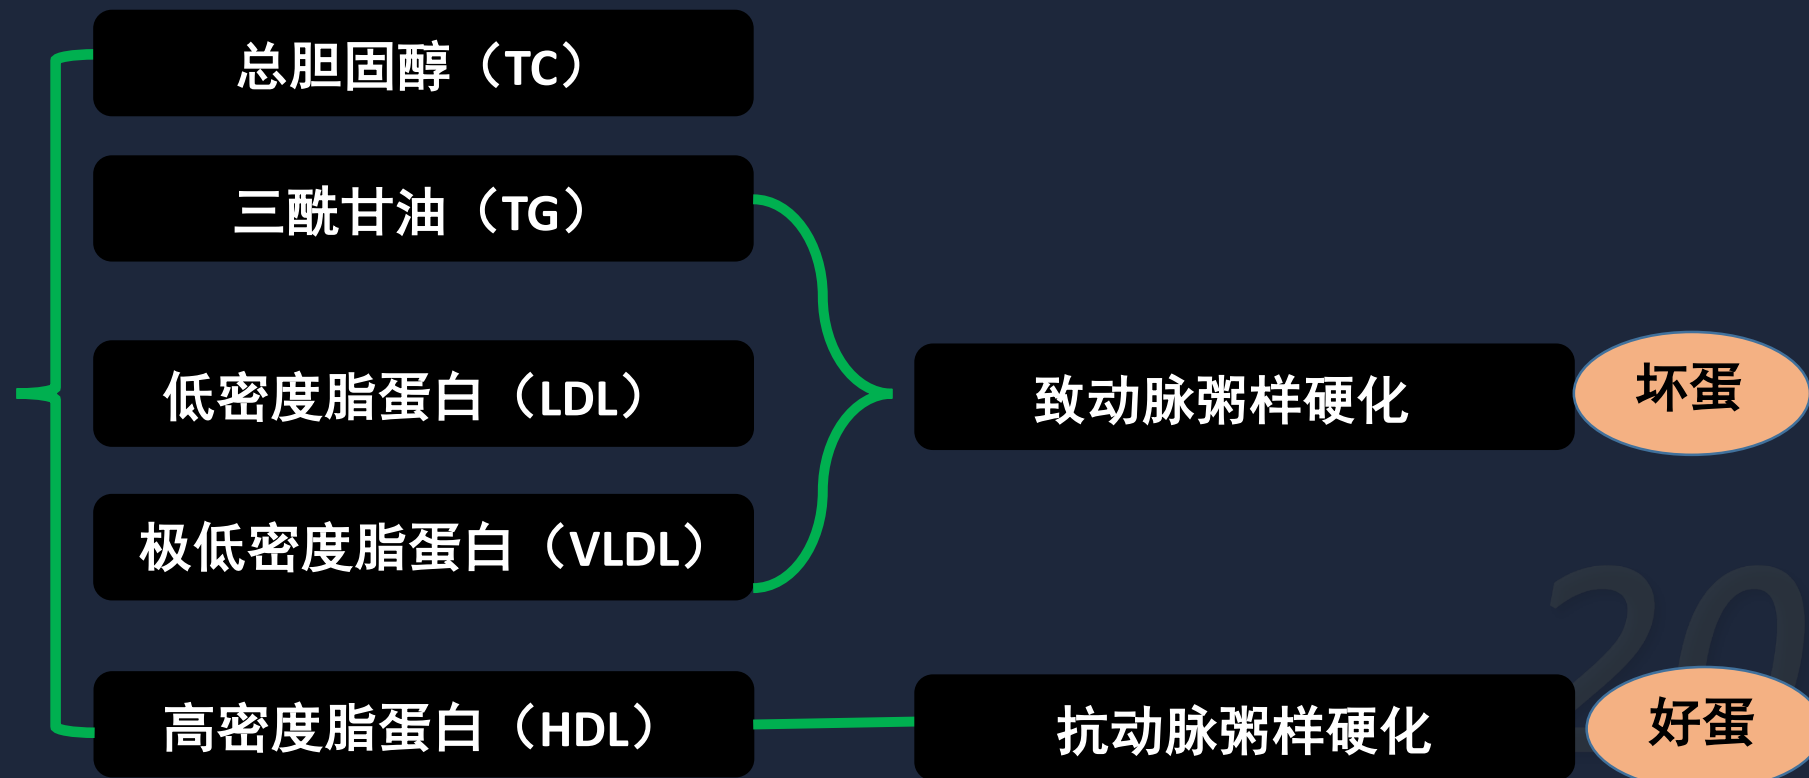 总胆固醇（TC）
三酰甘油（TG）
低密度脂蛋白（LDL）
致动脉粥样硬化
坏蛋
极低密度脂蛋白（VLDL）
高密度脂蛋白（HDL）
抗动脉粥样硬化
好蛋
20